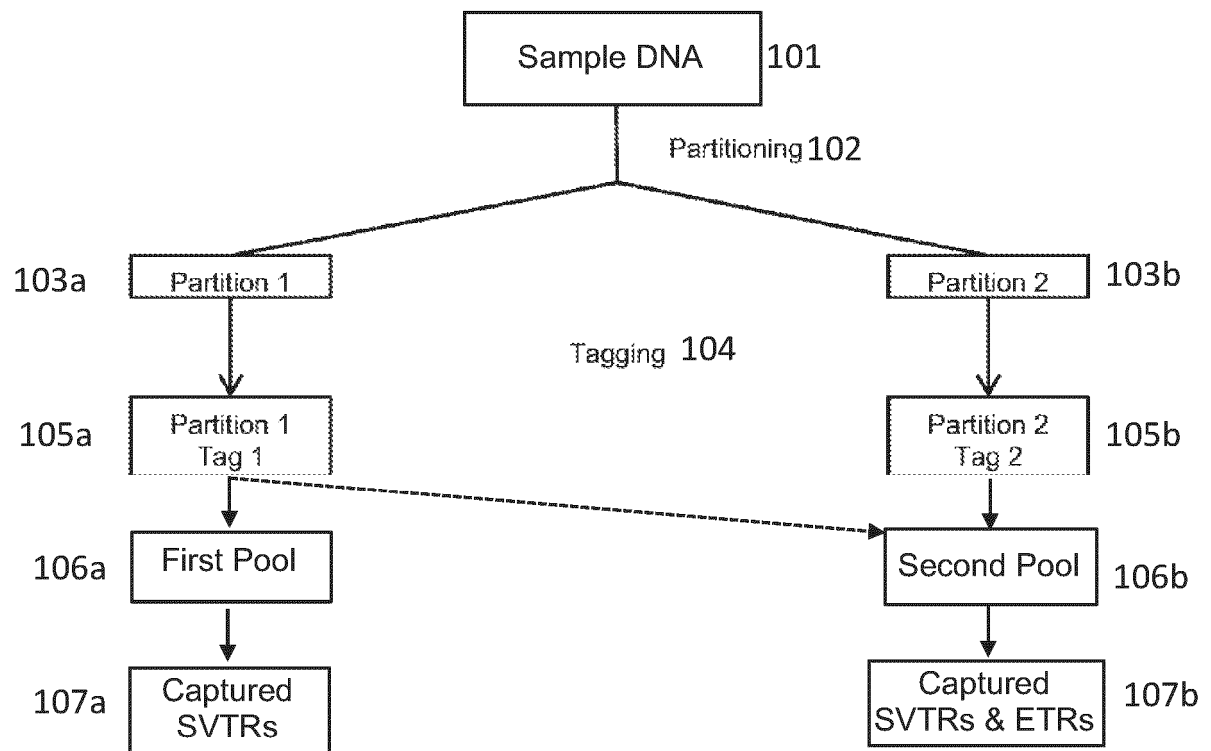 Sample DNA 101
Partitioning 102
103a Partition 1 Partition 2 103b
Tagging 104
105a Partition 1 Tag 1
Partition 2 Tag 2 105b
106a First Pool
Second Pool 106b
107a Captured SVTRs
Captured SVTRs & ETRs 107b